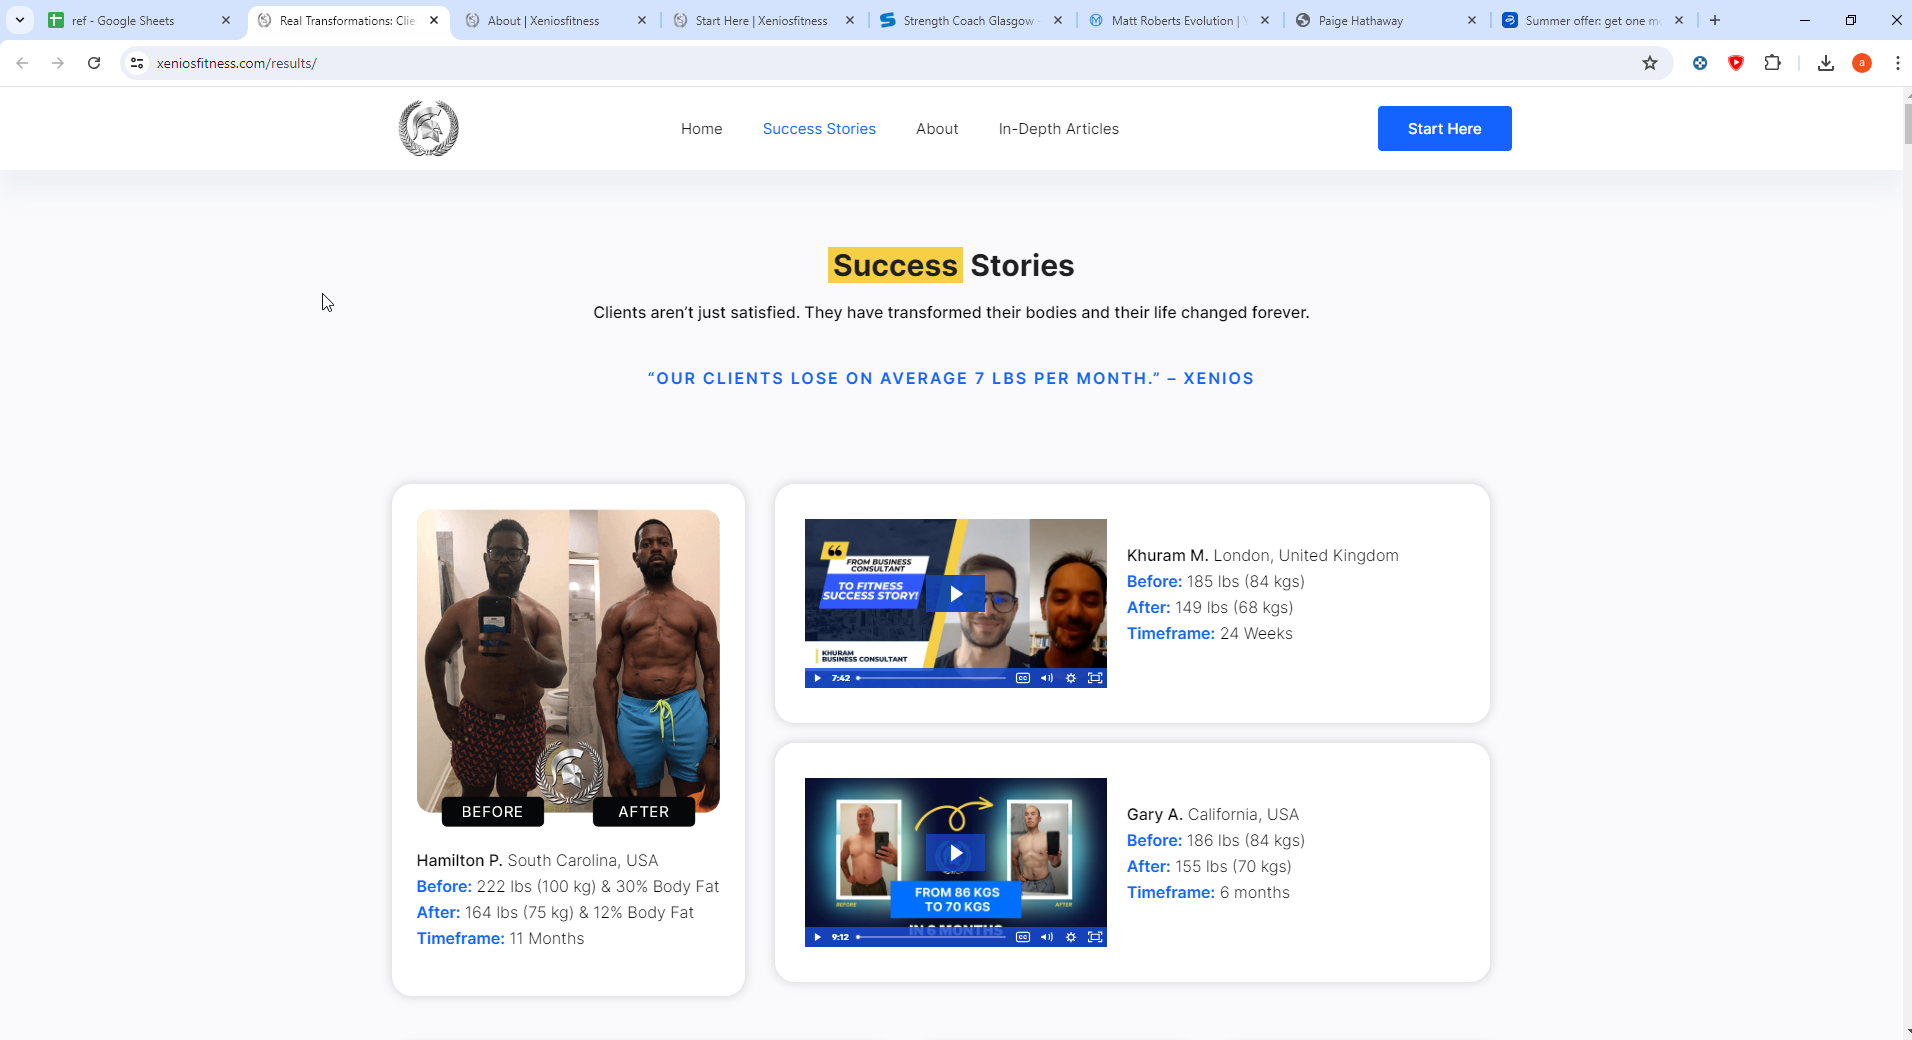 ref - Google Sheets
Real Transformations: Clie
About | Xeniosfitness
Start Here | Xeniosfitness
Strength Coach Glasgow
Matt Roberts Evolution |
Paige Hathaway
Summer offer: get one mo
xeniosfitness.com/results/
a
Home
Success Stories
About
In-Depth Articles
Start Here
Success Stories
Clients aren’t just satisfied. They have transformed their bodies and their life changed forever.
“OUR CLIENTS LOSE ON AVERAGE 7 LBS PER MONTH.” – XENIOS
BEFORE
AFTER
Hamilton P. South Carolina, USA
Before: 222 lbs (100 kg) & 30% Body Fat
After: 164 lbs (75 kg) & 12% Body Fat
Timeframe: 11 Months
FROM BUSINESS
CONSULTANT
TO FITNESS
SUCCESS STORY!
KHURAM
BUSINESS CONSULTANT
7:42
CC
Khuram M. London, United Kingdom
Before: 185 lbs (84 kgs)
After: 149 lbs (68 kgs)
Timeframe: 24 Weeks
BEFORE
AFTER
FROM 86 KGS
TO 70 KGS
IN 6 MONTHS
9:12
CC
Gary A. California, USA
Before: 186 lbs (84 kgs)
After: 155 lbs (70 kgs)
Timeframe: 6 months